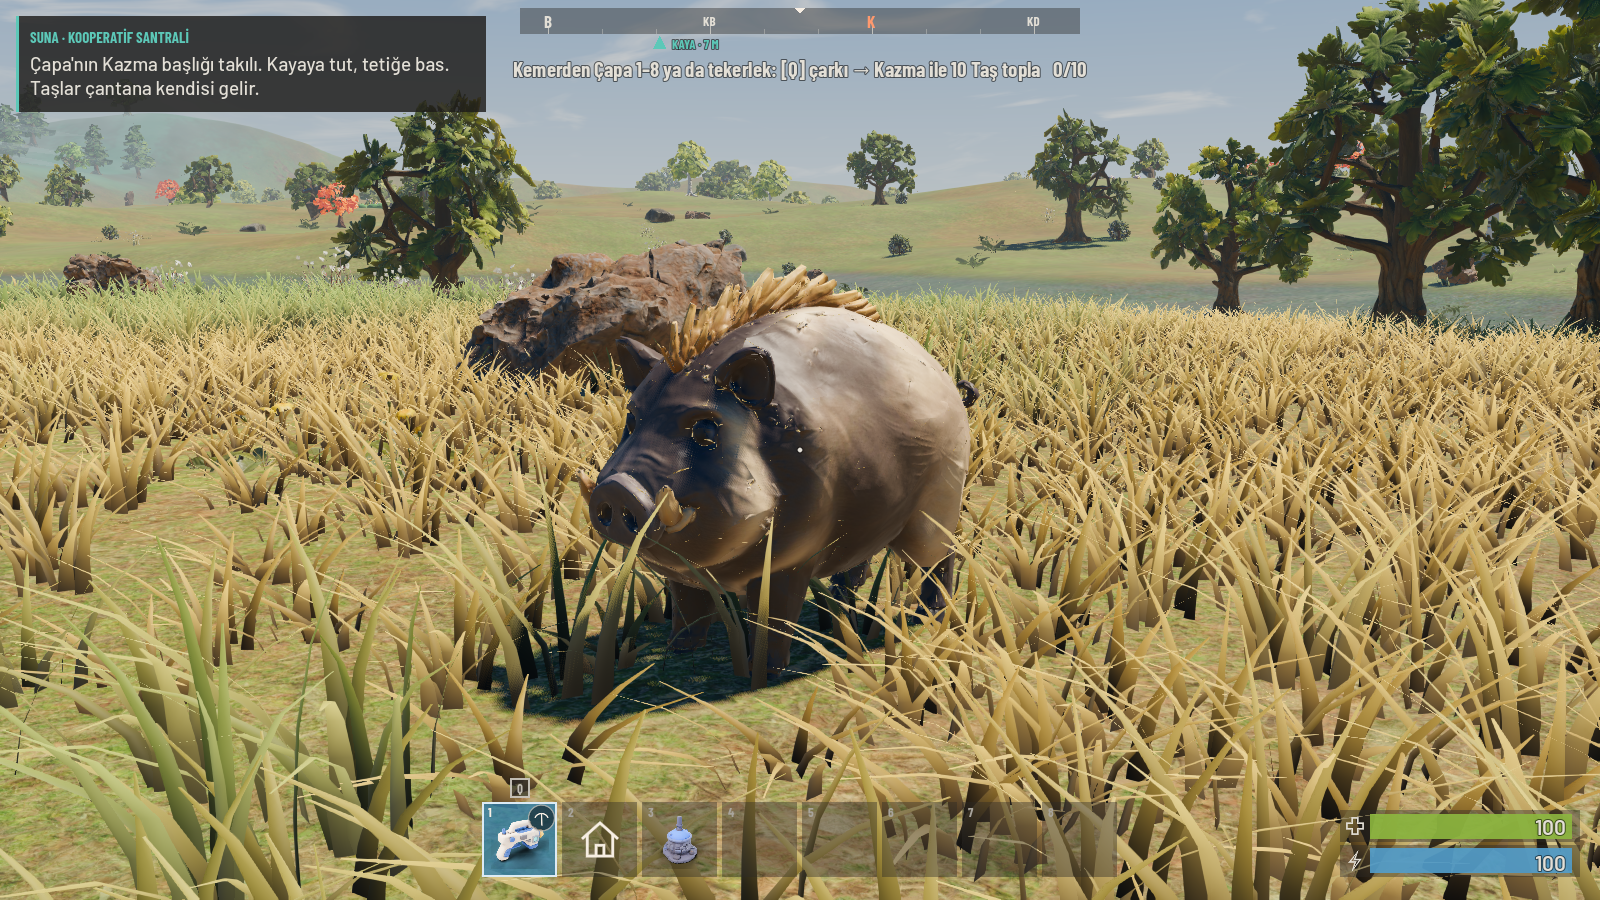 SUNA · KOOPERATİF SANTRALİ
Çapa'nın Kazma başlığı takılı. Kayaya tut, tetiğe bas.
Taşlar çantana kendisi gelir.
B KB K KD
KAYA · 7 M
Kemerden Çapa 1-8 ya da tekerlek: [Q] çarkı → Kazma ile 10 Taş topla 0/10
Q
1 2 3 4 5 6 7
100
100